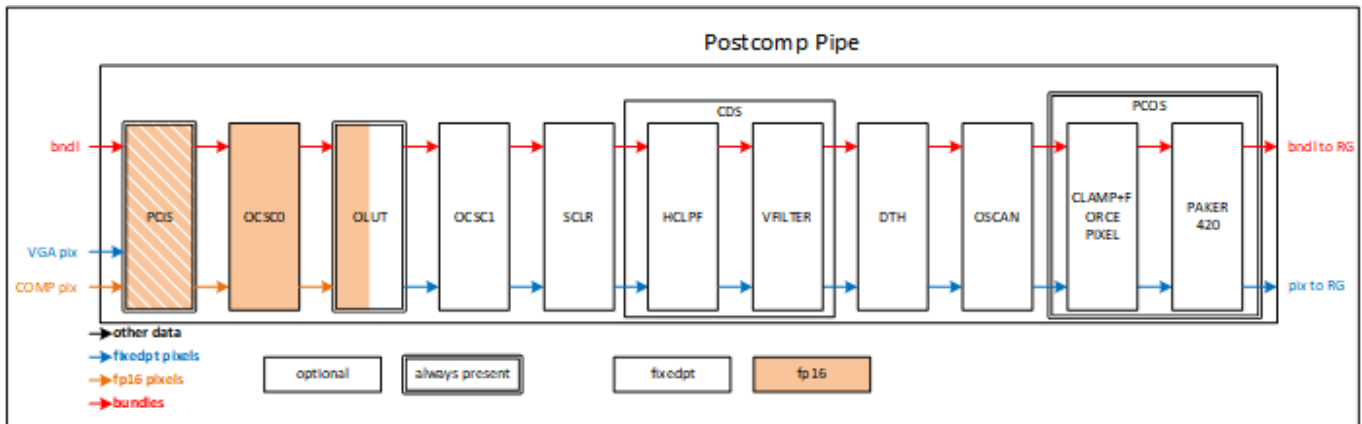 Postcomp Pipe
CDS
PCOS
bndl
bndl to RG
PCIS
OCSC0
OLUT
OCSC1
SCLR
HCLPF
VFILTER
DTH
OSCAN
CLAMP+F
ORCE
PIXEL
PAKER
420
VGA pix
COMP pix
pix to RG
other data
fixedpt pixels
fp16 pixels
bundles
optional
always present
fixedpt
fp16